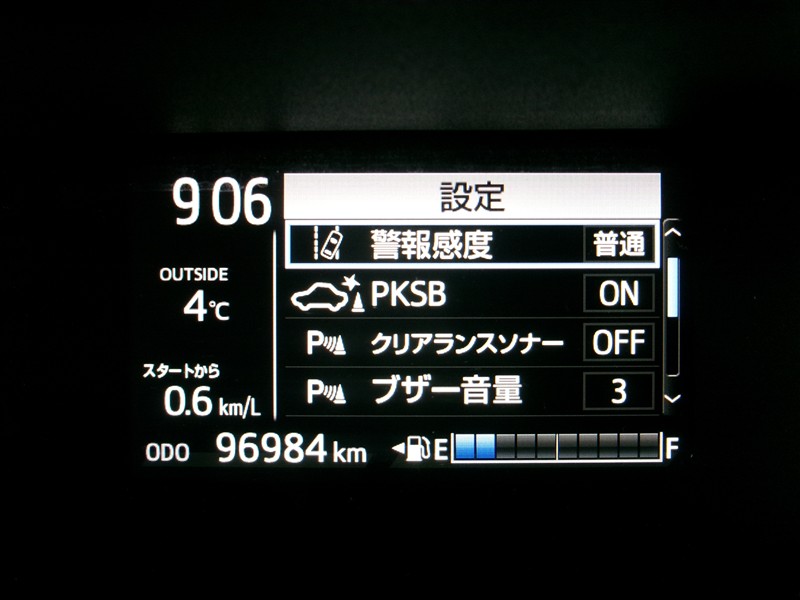 9 06
OUTSIDE
4℃
スタートから
0.6 km/L
設定
警報感度 普通
PKSB ON
P クリアランスソナー OFF
P ブザー音量 3
ODO 96984 km
E F